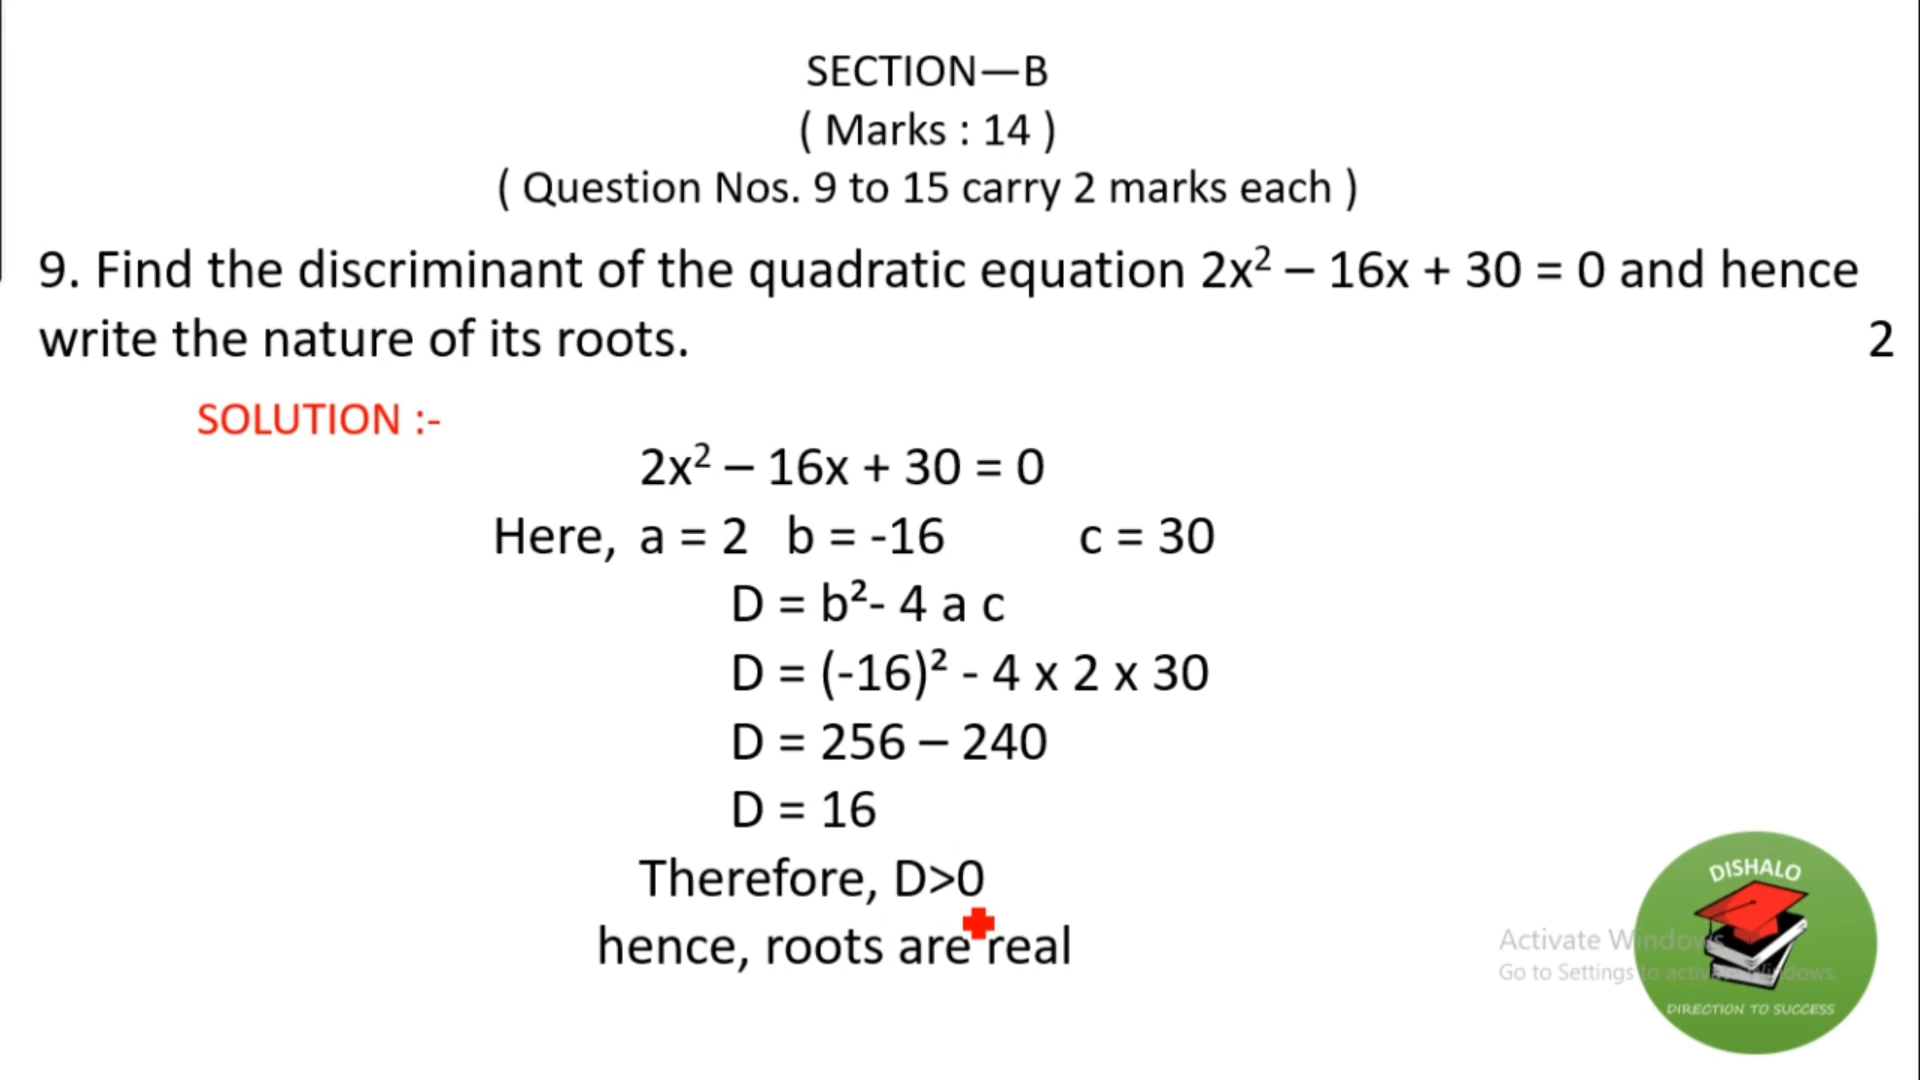 SECTION—B
( Marks : 14 )
( Question Nos. 9 to 15 carry 2 marks each )
9. Find the discriminant of the quadratic equation 2x² – 16x + 30 = 0 and hence
write the nature of its roots. 2
SOLUTION :-
2x² – 16x + 30 = 0
Here, a = 2 b = -16 c = 30
D = b²- 4 a c
D = (-16)² - 4 x 2 x 30
D = 256 – 240
D = 16
Therefore, D>0
hence, roots are real
DISHALO
Activate Windows
Go to Settings to activate Windows.
DIRECTION TO SUCCESS